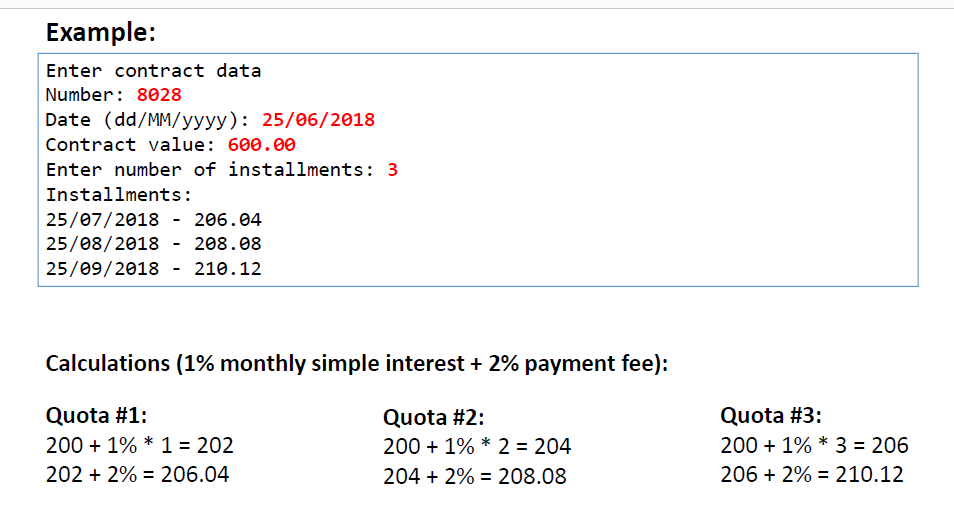 Example:
Enter contract data
Number: 8028
Date (dd/MM/yyyy): 25/06/2018
Contract value: 600.00
Enter number of installments: 3
Installments:
25/07/2018 - 206.04
25/08/2018 - 208.08
25/09/2018 - 210.12
Calculations (1% monthly simple interest + 2% payment fee):
Quota #1:
200 + 1% * 1 = 202
202 + 2% = 206.04
Quota #2:
200 + 1% * 2 = 204
204 + 2% = 208.08
Quota #3:
200 + 1% * 3 = 206
206 + 2% = 210.12